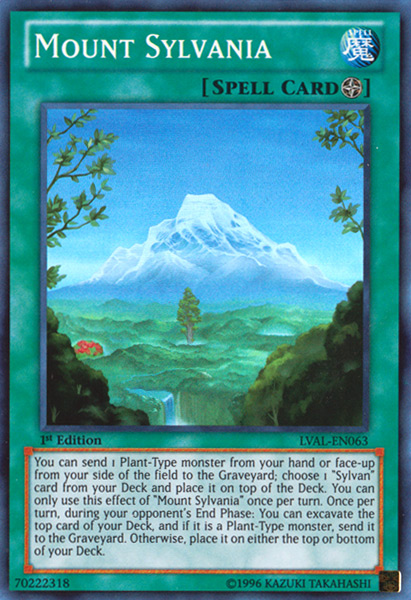 MOUNT SYLVANIA
魔
[SPELL CARD]
1st Edition
LVAL-EN063
You can send 1 Plant-Type monster from your hand or face-up
from your side of the field to the Graveyard; choose 1 "Sylvan"
card from your Deck and place it on top of the Deck. You can
only use this effect of "Mount Sylvania" once per turn. Once per
turn, during your opponent's End Phase: You can excavate the
top card of your Deck, and if it is a Plant-Type monster, send it
to the Graveyard. Otherwise, place it on either the top or bottom
of your Deck.
70222318
©1996 KAZUKI TAKAHASHI